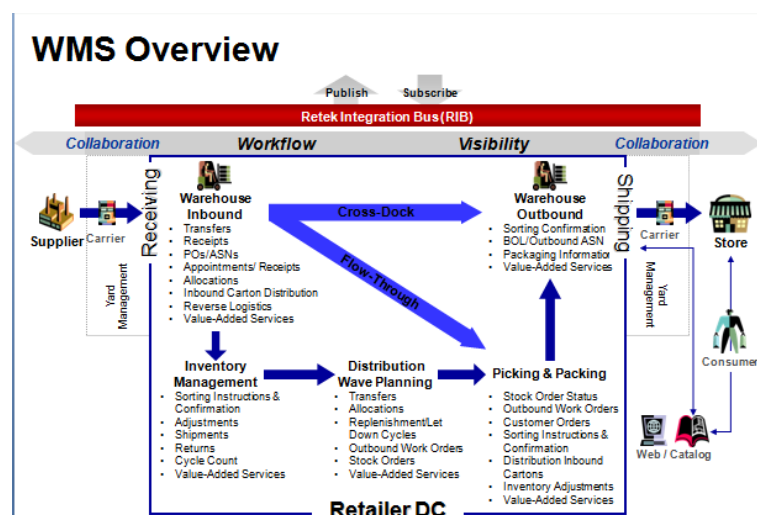 WMS Overview
Publish
Subscribe
Retek Integration Bus (RIB)
Collaboration
Workflow
Visibility
Collaboration
Supplier
Carrier
Yard
Management
Receiving
Warehouse
Inbound
• Transfers
• Receipts
• POs/ASNs
• Appointments/ Receipts
• Allocations
• Inbound Carton Distribution
• Reverse Logistics
• Value-Added Services
Cross-Dock
Flow-Through
Warehouse
Outbound
• Sorting Confirmation
• BOL/Outbound ASN
• Packaging Information
• Value-Added Services
Shipping
Carrier
Yard
Management
Store
Consumer
Web / Catalog
Inventory
Management
• Sorting Instructions &
Confirmation
• Adjustments
• Shipments
• Returns
• Cycle Count
• Value-Added Services
Distribution
Wave Planning
• Transfers
• Allocations
• Replenishment/Let
Down Cycles
• Outbound Work Orders
• Stock Orders
• Value-Added Services
Picking & Packing
• Stock Order Status
• Outbound Work Orders
• Customer Orders
• Sorting Instructions &
Confirmation
• Distribution Inbound
Cartons
• Inventory Adjustments
• Value-Added Services
Retailer DC